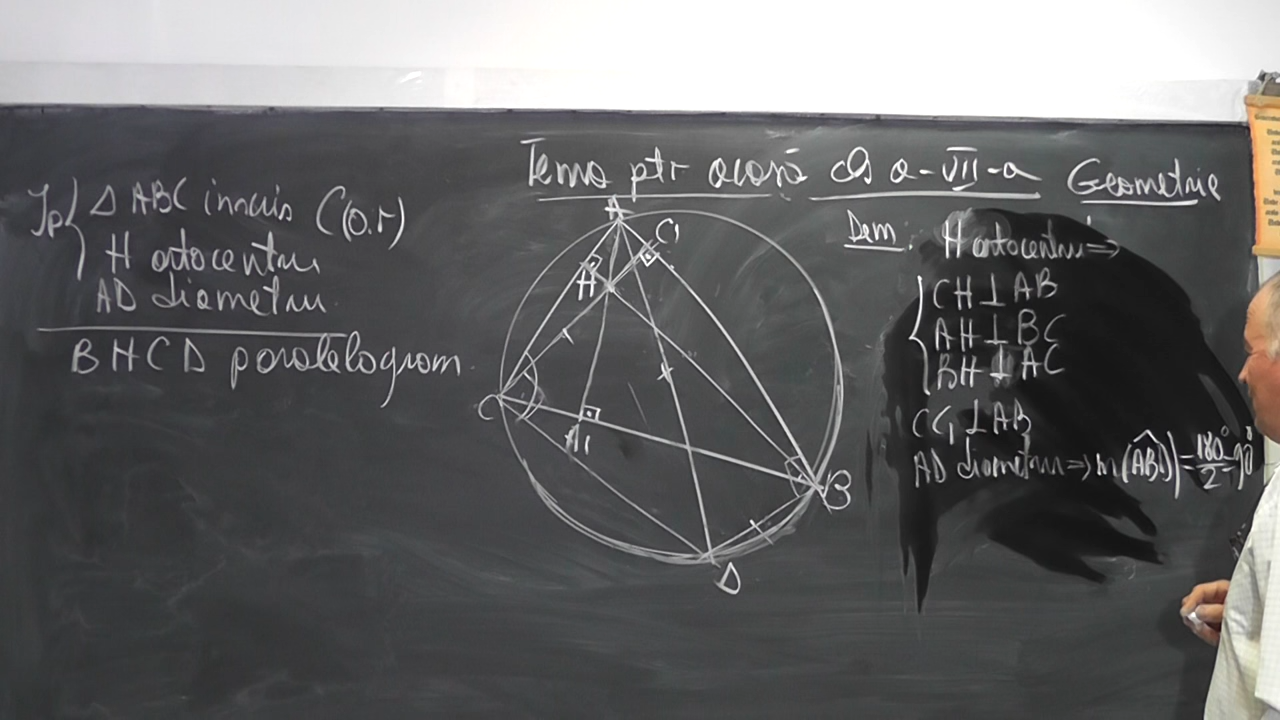 Tema ptr acasă cls a-VII-a Geometrie
Ip { Δ ABC inscris C(O.r)
H ortocentru
AD diametru.
BHCD paralelogram.
A
C1
H
C
A1
B
D
Dem: H ortocentru ⇒
{ CH ⊥ AB
AH ⊥ BC
BH ⊥ AC
CC1 ⊥ AB
AD diametru ⇒ m(ABD) = 180°/2 = 90°